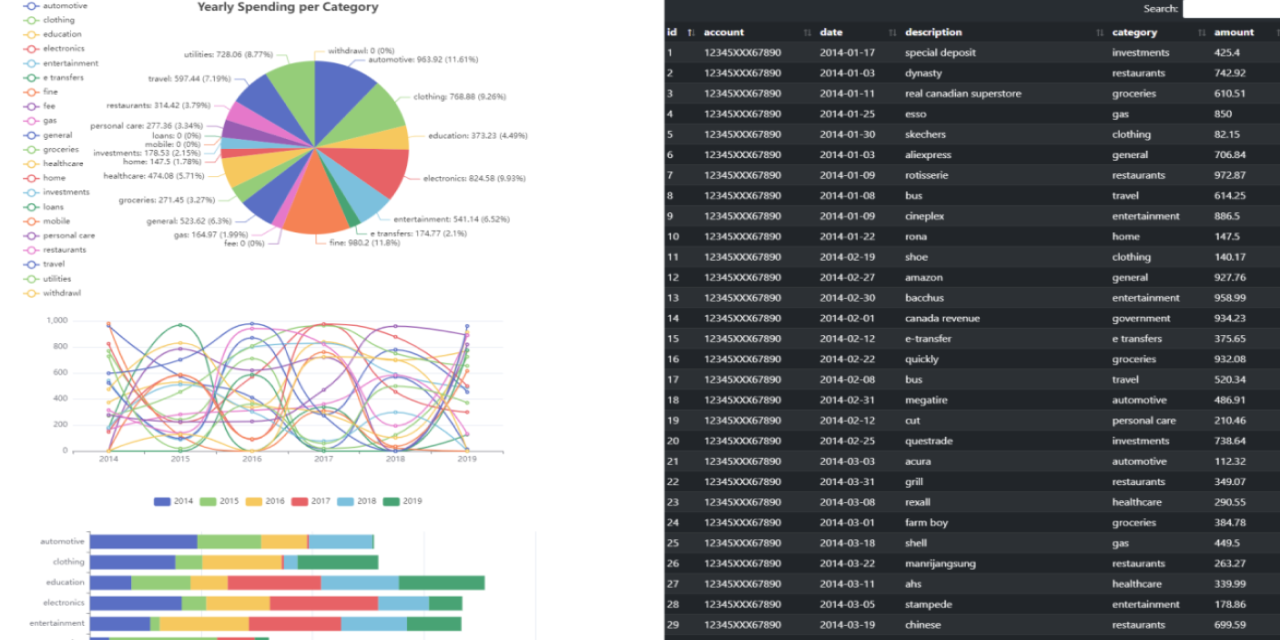 Yearly Spending per Category
automotive
clothing
education
electronics
entertainment
e transfers
fine
fee
gas
general
groceries
healthcare
home
investments
loans
mobile
personal care
restaurants
travel
utilities
withdrawl
withdrawl: 0 (0%)
automotive: 963.92 (11.61%)
clothing: 768.88 (9.26%)
education: 373.23 (4.49%)
electronics: 824.58 (9.93%)
entertainment: 541.14 (6.52%)
e transfers: 174.77 (2.1%)
fine: 980.2 (11.8%)
fee: 0 (0%)
gas: 164.97 (1.99%)
general: 523.62 (6.3%)
groceries: 271.45 (3.27%)
healthcare: 474.08 (5.71%)
home: 147.5 (1.78%)
investments: 178.53 (2.15%)
mobile: 0 (0%)
loans: 0 (0%)
personal care: 277.36 (3.34%)
restaurants: 314.42 (3.79%)
travel: 597.44 (7.19%)
utilities: 728.06 (8.77%)
1,000
800
600
400
200
0
2014 2015 2016 2017 2018 2019
2014 2015 2016 2017 2018 2019
automotive
clothing
education
electronics
entertainment
Search:
id account date description category amount
1 12345XXX67890 2014-01-17 special deposit investments 425.4
2 12345XXX67890 2014-01-03 dynasty restaurants 742.92
3 12345XXX67890 2014-01-11 real canadian superstore groceries 610.51
4 12345XXX67890 2014-01-25 esso gas 850
5 12345XXX67890 2014-01-30 skechers clothing 82.15
6 12345XXX67890 2014-01-03 aliexpress general 706.84
7 12345XXX67890 2014-01-09 rotisserie restaurants 972.87
8 12345XXX67890 2014-01-08 bus travel 614.25
9 12345XXX67890 2014-01-09 cineplex entertainment 886.5
10 12345XXX67890 2014-01-22 rona home 147.5
11 12345XXX67890 2014-02-19 shoe clothing 140.17
12 12345XXX67890 2014-02-27 amazon general 927.76
13 12345XXX67890 2014-02-30 bacchus entertainment 958.99
14 12345XXX67890 2014-02-01 canada revenue government 934.23
15 12345XXX67890 2014-02-12 e-transfer e transfers 375.65
16 12345XXX67890 2014-02-22 quickly groceries 932.08
17 12345XXX67890 2014-02-08 bus travel 520.34
18 12345XXX67890 2014-02-31 megatire automotive 486.91
19 12345XXX67890 2014-02-12 cut personal care 210.46
20 12345XXX67890 2014-02-25 questrade investments 738.64
21 12345XXX67890 2014-03-03 acura automotive 112.32
22 12345XXX67890 2014-03-31 grill restaurants 349.07
23 12345XXX67890 2014-03-08 rexall healthcare 290.55
24 12345XXX67890 2014-03-01 farm boy groceries 384.78
25 12345XXX67890 2014-03-18 shell gas 449.5
26 12345XXX67890 2014-03-22 manrijangsung restaurants 263.27
27 12345XXX67890 2014-03-11 ahs healthcare 339.99
28 12345XXX67890 2014-03-05 stampede entertainment 178.86
29 12345XXX67890 2014-03-19 chinese restaurants 699.59